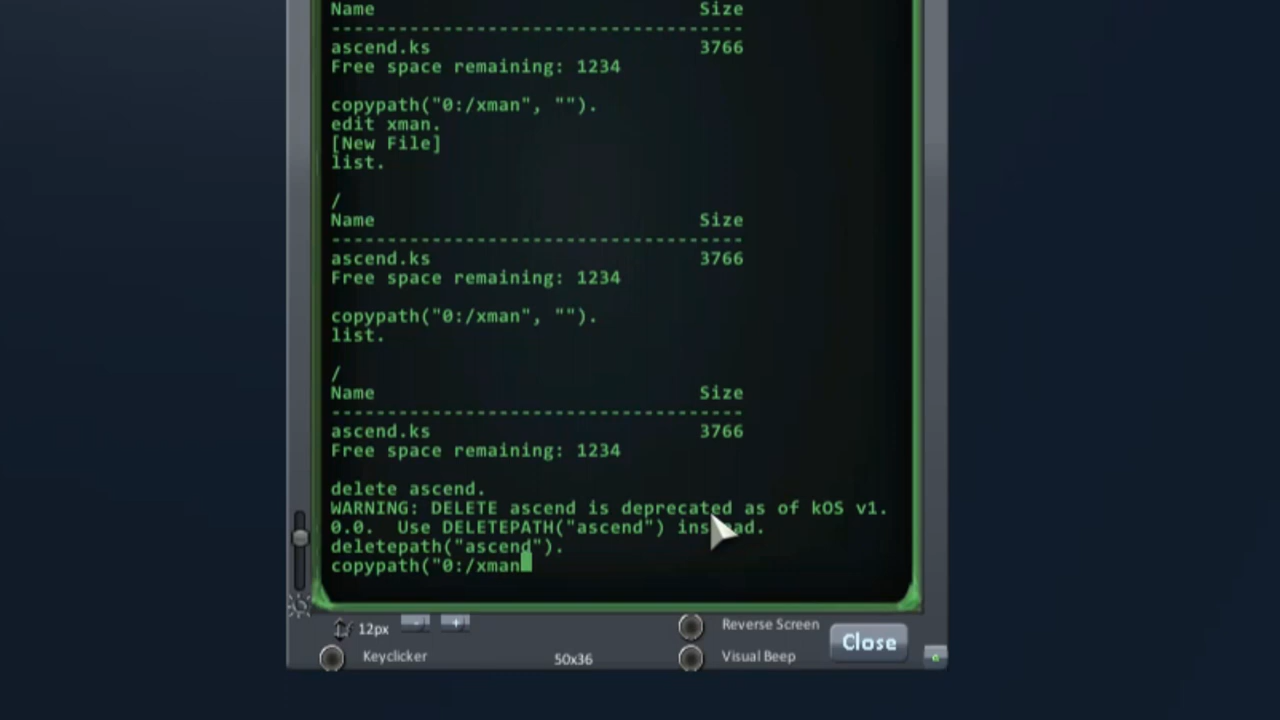 Name Size
-------------------------------------
ascend.ks 3766
Free space remaining: 1234
copypath("0:/xman", "").
edit xman.
[New File]
list.
/
Name Size
-------------------------------------
ascend.ks 3766
Free space remaining: 1234
copypath("0:/xman", "").
list.
/
Name Size
-------------------------------------
ascend.ks 3766
Free space remaining: 1234
delete ascend.
WARNING: DELETE ascend is deprecated as of kOS v1.
0.0. Use DELETEPATH("ascend") instead.
deletepath("ascend").
copypath("0:/xman
12px - +
Reverse Screen
Close
Keyclicker
50x36
Visual Beep